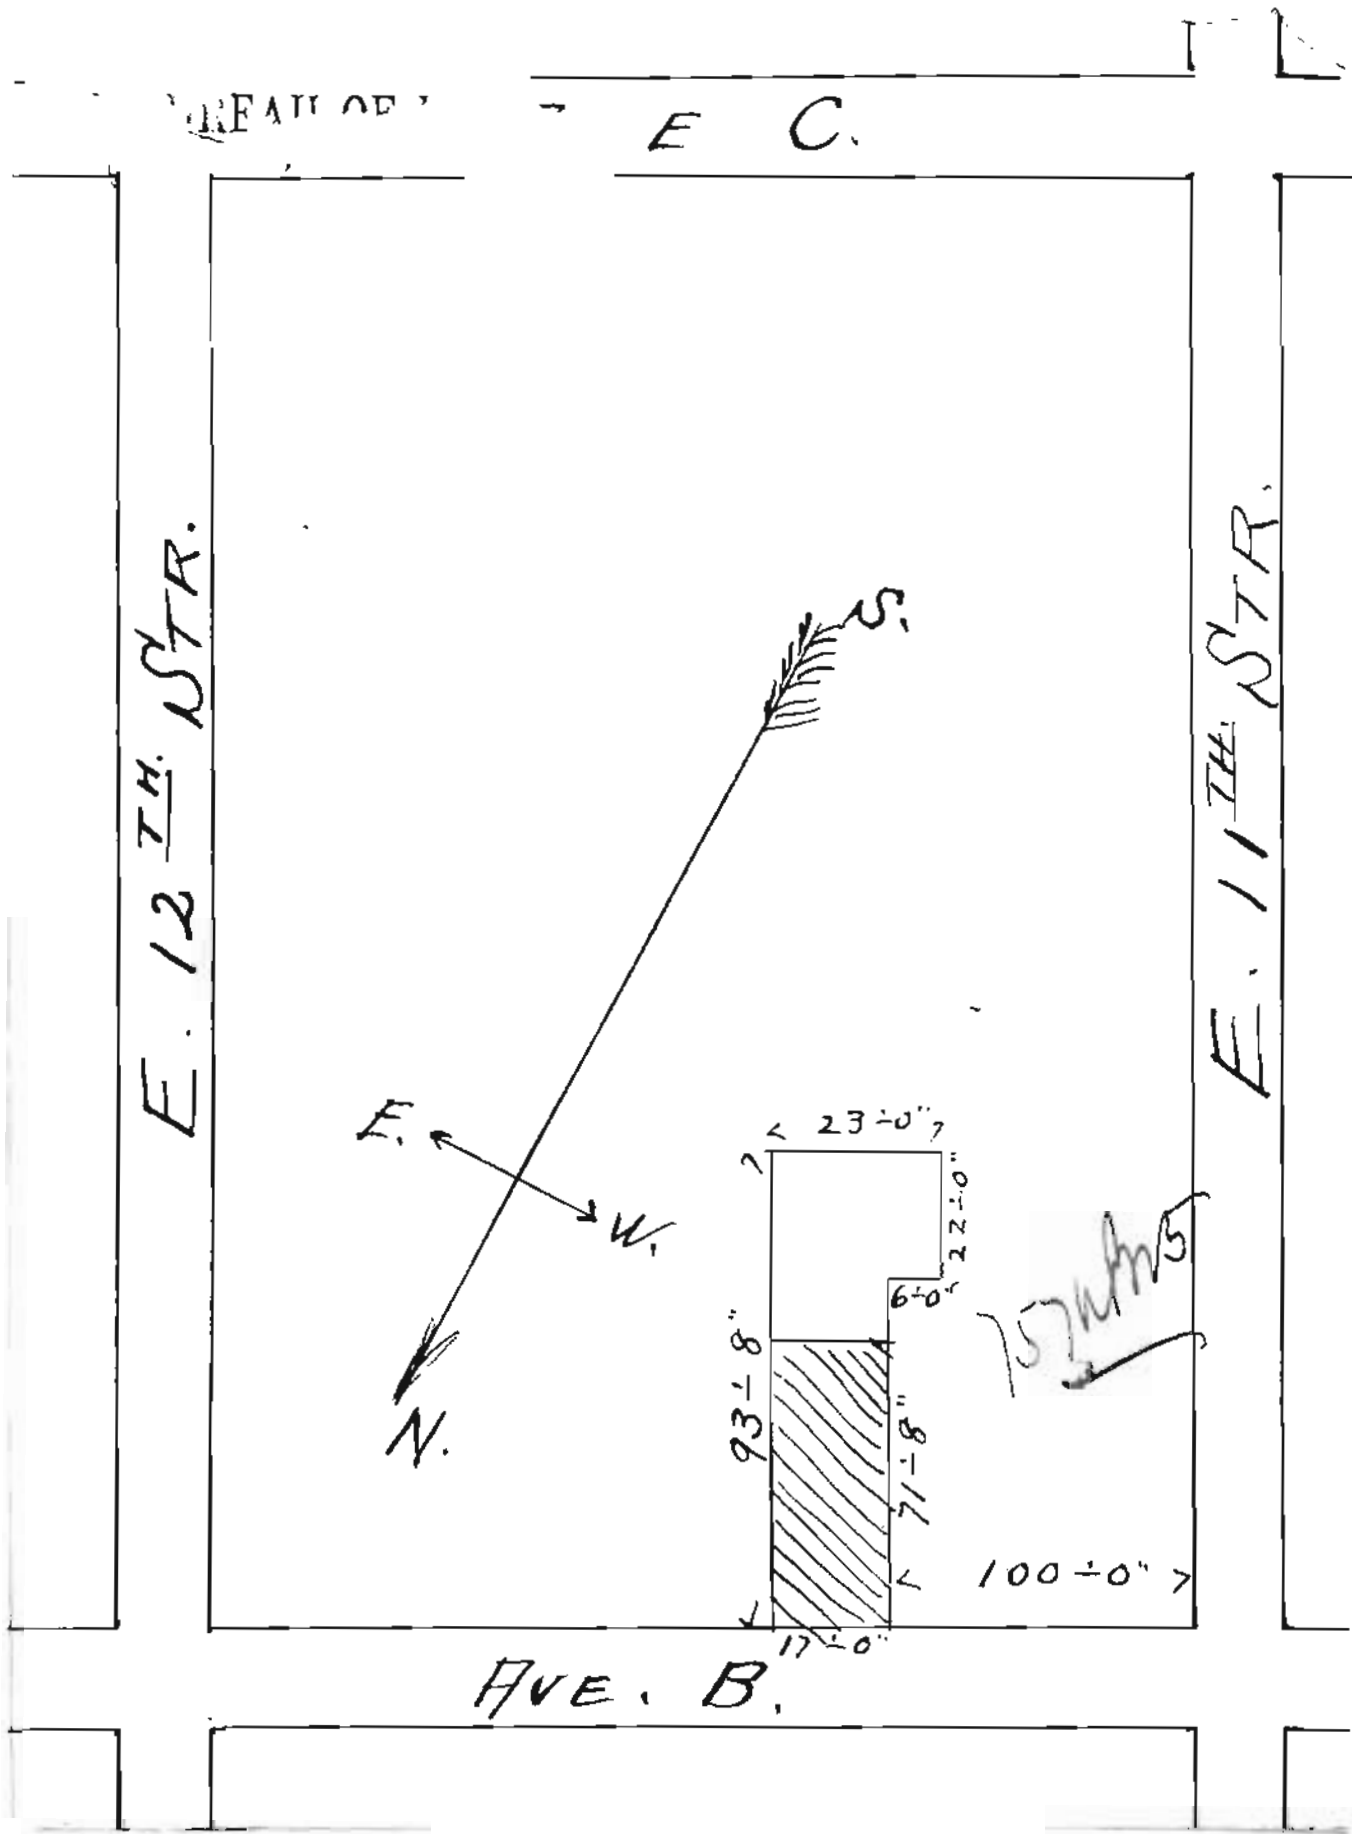 E C.
E. 12TH. STR.
E. 11TH. STR.
S.
E.
W.
N.
23-0"
22-0"
6-0"
93-8"
71-8"
100-0"
17-0"
AVE. B.